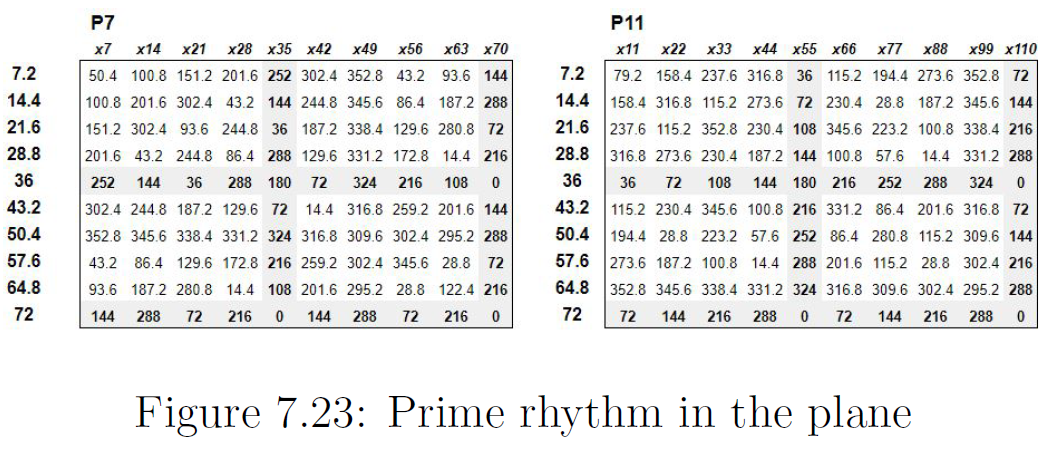 P7
x7 x14 x21 x28 x35 x42 x49 x56 x63 x70
7.2 50.4 100.8 151.2 201.6 252 302.4 352.8 43.2 93.6 144
14.4 100.8 201.6 302.4 43.2 144 244.8 345.6 86.4 187.2 288
21.6 151.2 302.4 93.6 244.8 36 187.2 338.4 129.6 280.8 72
28.8 201.6 43.2 244.8 86.4 288 129.6 331.2 172.8 14.4 216
36 252 144 36 288 180 72 324 216 108 0
43.2 302.4 244.8 187.2 129.6 72 14.4 316.8 259.2 201.6 144
50.4 352.8 345.6 338.4 331.2 324 316.8 309.6 302.4 295.2 288
57.6 43.2 86.4 129.6 172.8 216 259.2 302.4 345.6 28.8 72
64.8 93.6 187.2 280.8 14.4 108 201.6 295.2 28.8 122.4 216
72 144 288 72 216 0 144 288 72 216 0
P11
x11 x22 x33 x44 x55 x66 x77 x88 x99 x110
7.2 79.2 158.4 237.6 316.8 36 115.2 194.4 273.6 352.8 72
14.4 158.4 316.8 115.2 273.6 72 230.4 28.8 187.2 345.6 144
21.6 237.6 115.2 352.8 230.4 108 345.6 223.2 100.8 338.4 216
28.8 316.8 273.6 230.4 187.2 144 100.8 57.6 14.4 331.2 288
36 36 72 108 144 180 216 252 288 324 0
43.2 115.2 230.4 345.6 100.8 216 331.2 86.4 201.6 316.8 72
50.4 194.4 28.8 223.2 57.6 252 86.4 280.8 115.2 309.6 144
57.6 273.6 187.2 100.8 14.4 288 201.6 115.2 28.8 302.4 216
64.8 352.8 345.6 338.4 331.2 324 316.8 309.6 302.4 295.2 288
72 72 144 216 288 0 72 144 216 288 0
Figure 7.23: Prime rhythm in the plane